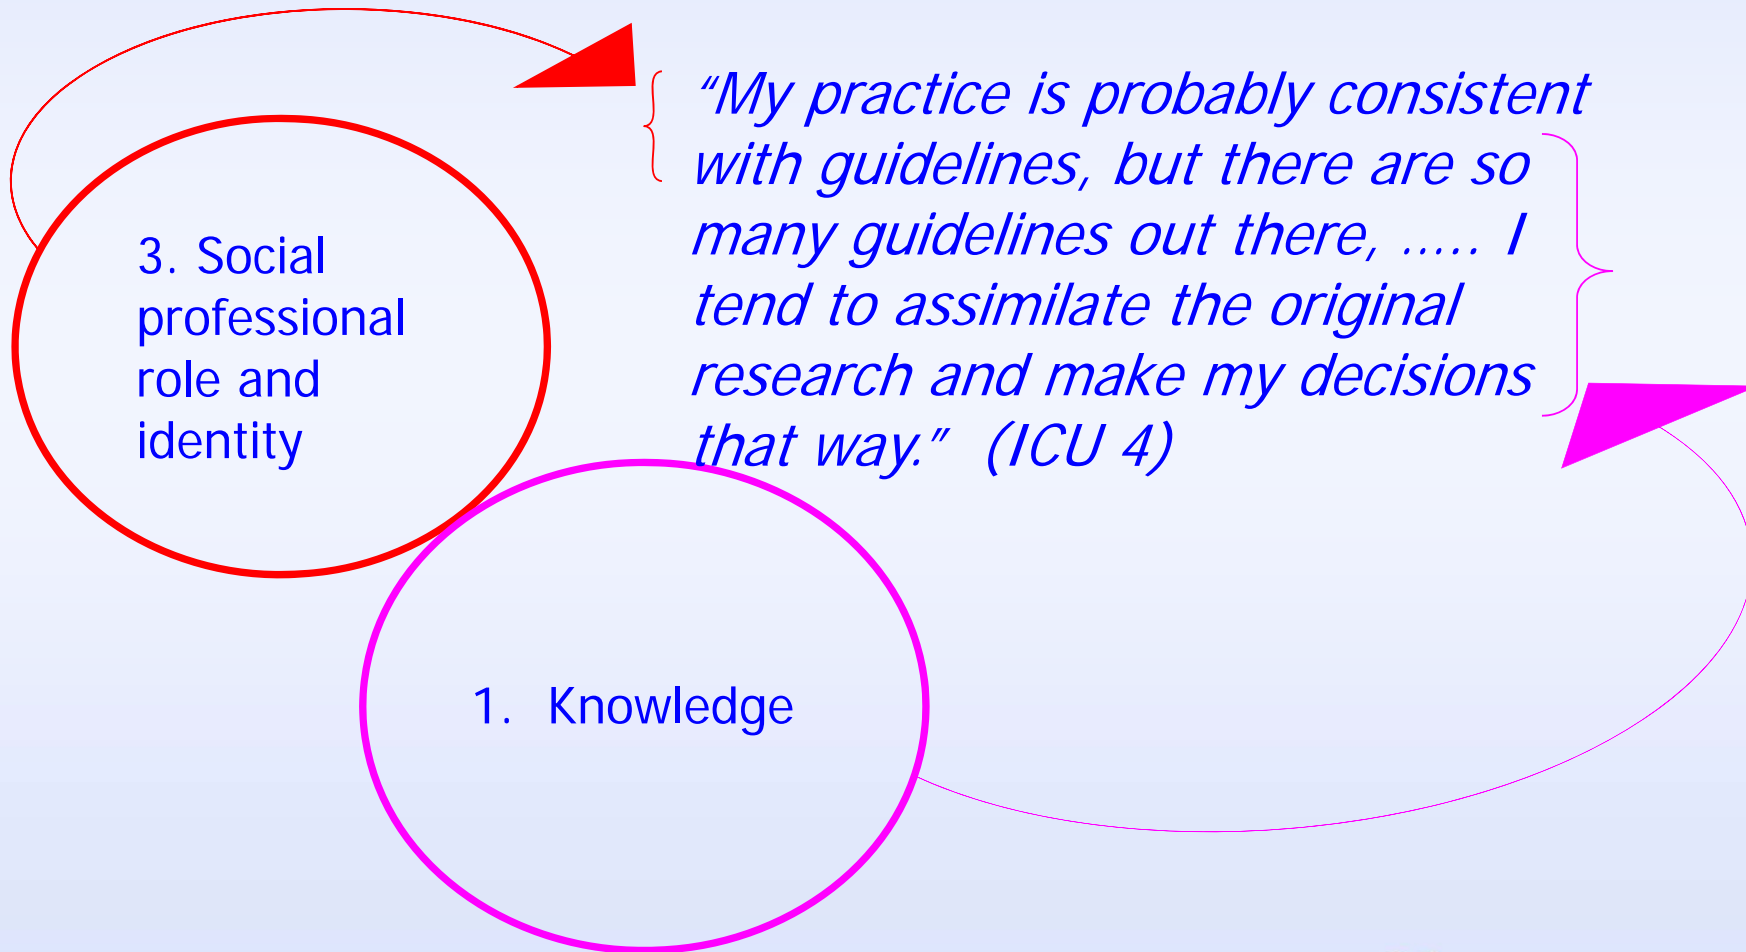 “My practice is probably consistent
with guidelines, but there are so
many guidelines out there, ..... I
tend to assimilate the original
research and make my decisions
that way.” (ICU 4)
3. Social
professional
role and
identity
1. Knowledge